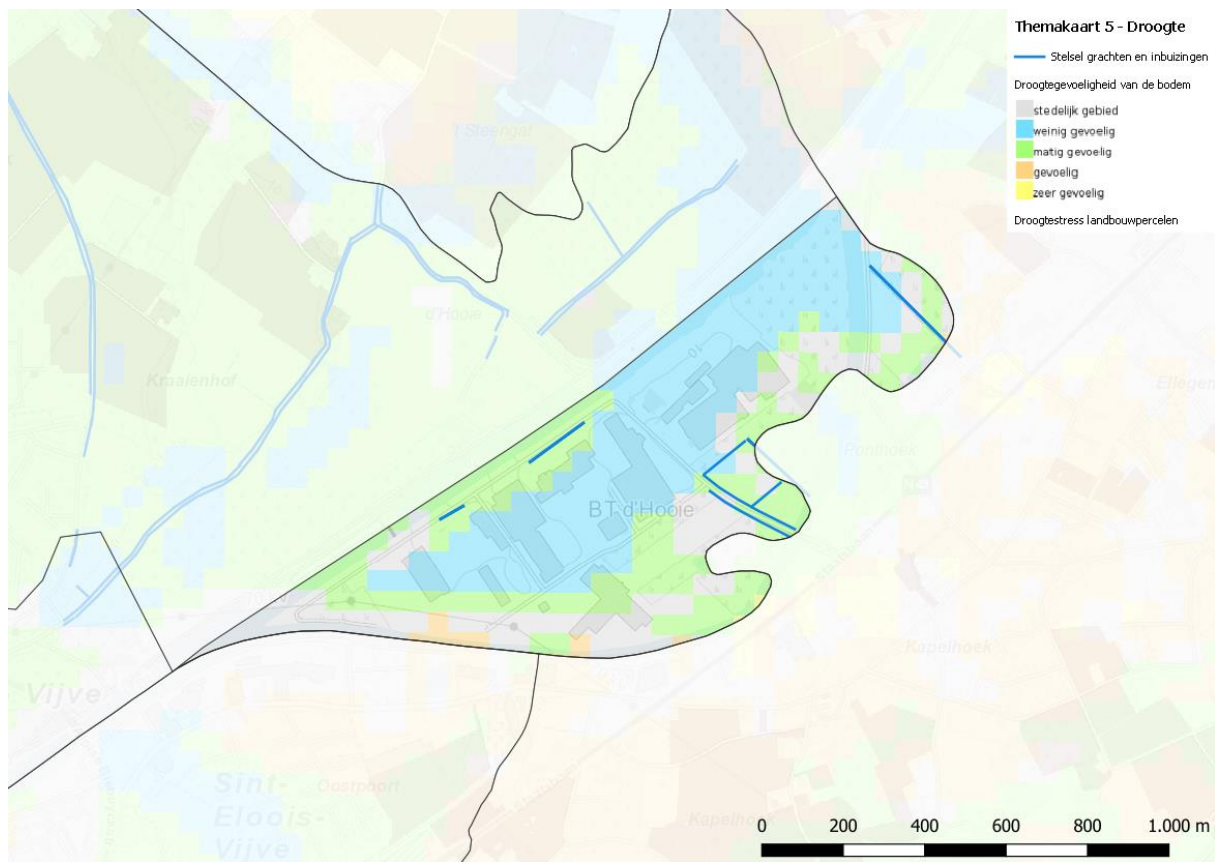 Themakaart 5 - Droogte
Stelsel grachten en inbuizingen
Droogtegevoeligheid van de bodem
stedelijk gebied
weinig gevoelig
matig gevoelig
gevoelig
zeer gevoelig
Droogtestress landbouwpercelen
't Steengat
d'Hooie
Kraaienhof
Elleger
Ponthoek
BT d'Hooie
Kapelhoek
Vijve
Sint-
Eloois-
Vijve
Oostpoort
Kapelhoek
0 200 400 600 800 1.000 m